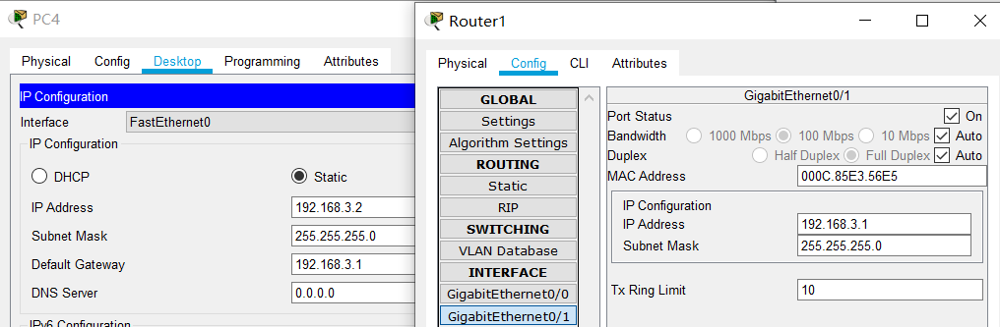 PC4
Physical Config Desktop Programming Attributes
IP Configuration
Interface FastEthernet0
IP Configuration
DHCP Static
IP Address 192.168.3.2
Subnet Mask 255.255.255.0
Default Gateway 192.168.3.1
DNS Server 0.0.0.0
IPv6 Configuration
Router1
Physical Config CLI Attributes
GLOBAL
Settings
Algorithm Settings
ROUTING
Static
RIP
SWITCHING
VLAN Database
INTERFACE
GigabitEthernet0/0
GigabitEthernet0/1
GigabitEthernet0/1
Port Status On
Bandwidth 1000 Mbps 100 Mbps 10 Mbps Auto
Duplex Half Duplex Full Duplex Auto
MAC Address 000C.85E3.56E5
IP Configuration
IP Address 192.168.3.1
Subnet Mask 255.255.255.0
Tx Ring Limit 10